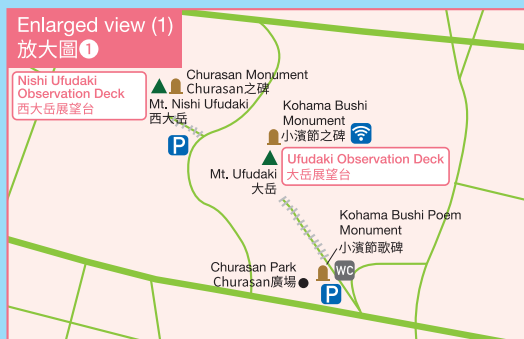 Enlarged view (1)
放大圖❶
Nishi Ufudaki
Observation Deck
西大岳展望台
Churasan Monument
Churasan之碑
Mt. Nishi Ufudaki
西大岳
P
Kohama Bushi
Monument
小濱節之碑
Ufudaki Observation Deck
大岳展望台
Mt. Ufudaki
大岳
Kohama Bushi Poem
Monument
小濱節歌碑
WC
Churasan Park
Churasan廣場
P